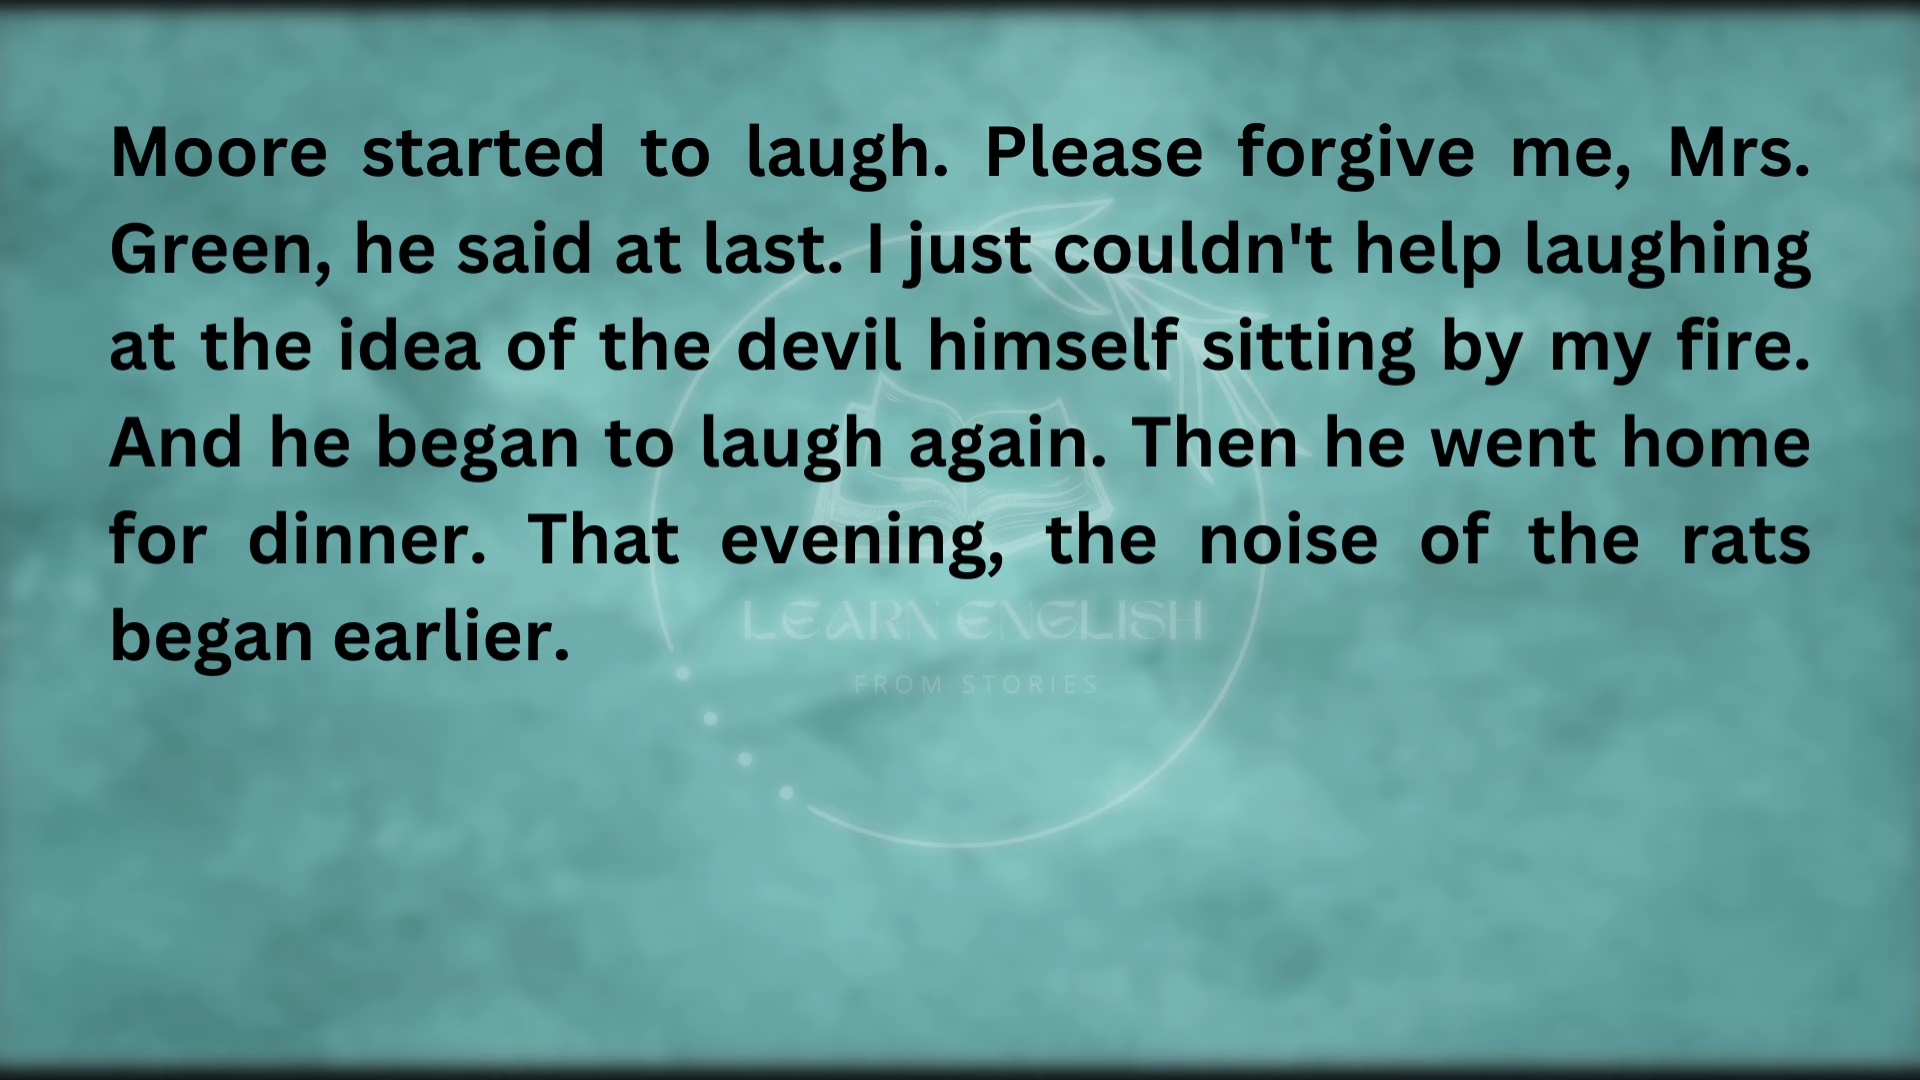 Moore started to laugh. Please forgive me, Mrs.
Green, he said at last. I just couldn't help laughing
at the idea of the devil himself sitting by my fire.
And he began to laugh again. Then he went home
for dinner. That evening, the noise of the rats
began earlier.
LEARN ENGLISH
FROM STORIES